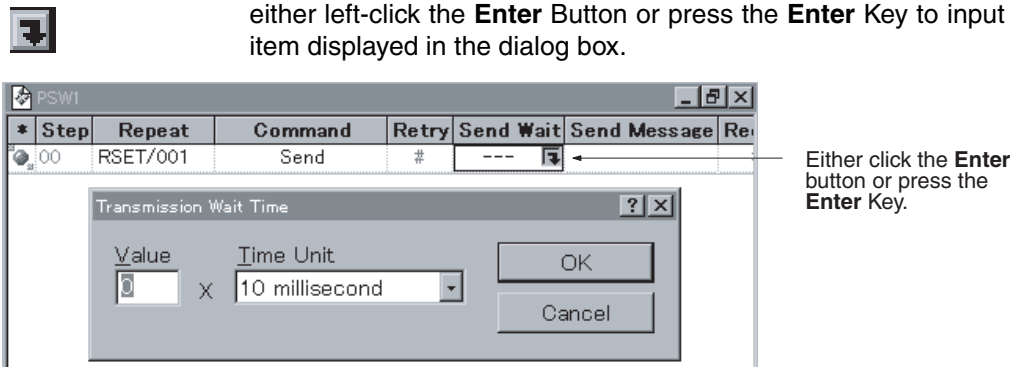 either left-click the Enter Button or press the Enter Key to input
item displayed in the dialog box.
PSW1
* Step Repeat Command Retry Send Wait Send Message
00 RSET/001 Send # ---
Either click the Enter
button or press the
Enter Key.
Transmission Wait Time
Value Time Unit
0 X 10 millisecond
OK
Cancel